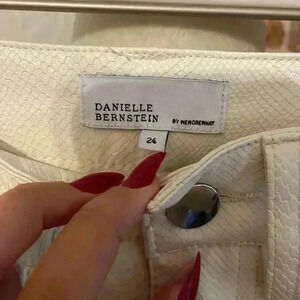 DANIELLE
BERNSTEIN
BY WEWOREWHAT
24